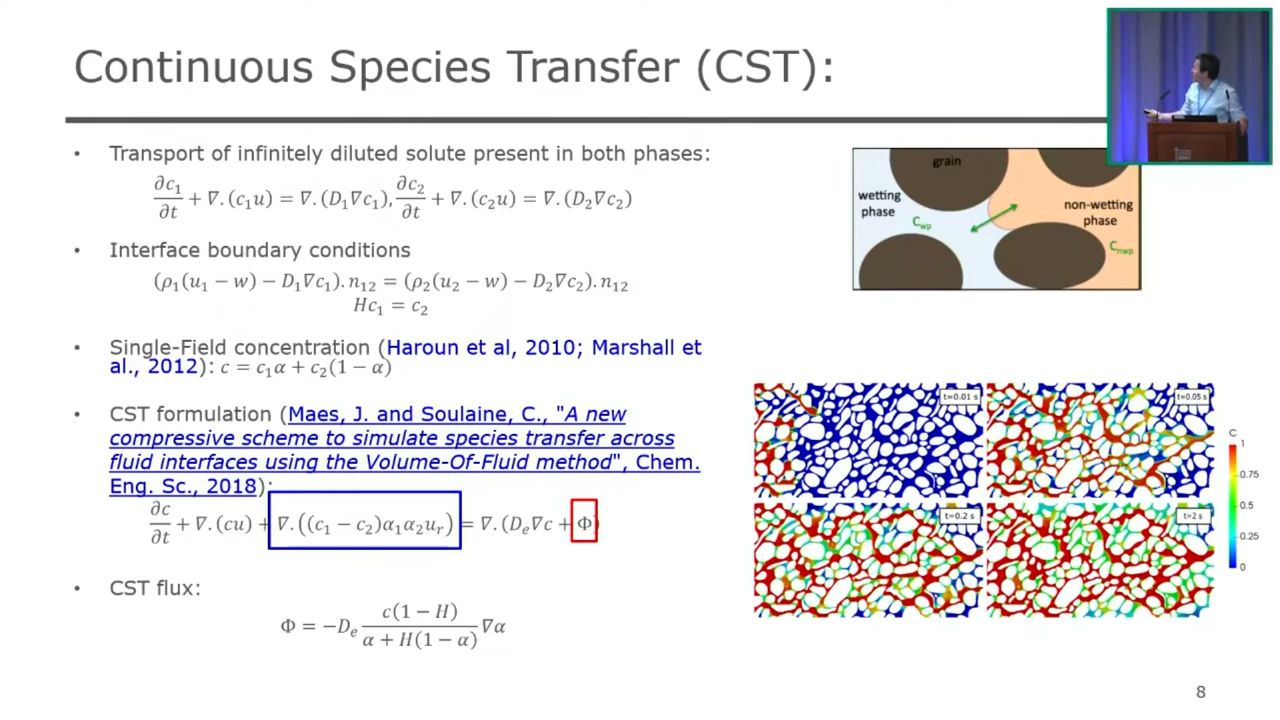 Continuous Species Transfer (CST):
• Transport of infinitely diluted solute present in both phases:
∂c₁/∂t + ∇.(c₁u) = ∇.(D₁∇c₁), ∂c₂/∂t + ∇.(c₂u) = ∇.(D₂∇c₂)
• Interface boundary conditions
(ρ₁(u₁ − w) − D₁∇c₁).n₁₂ = (ρ₂(u₂ − w) − D₂∇c₂).n₁₂
Hc₁ = c₂
• Single-Field concentration (Haroun et al, 2010; Marshall et
al., 2012): c = c₁α + c₂(1 − α)
• CST formulation (Maes, J. and Soulaine, C., "A new
compressive scheme to simulate species transfer across
fluid interfaces using the Volume-Of-Fluid method", Chem.
Eng. Sc., 2018):
∂c/∂t + ∇.(cu) + ∇.((c₁ − c₂)α₁α₂uᵣ) = ∇.(Dₑ∇c + Φ)
• CST flux:
Φ = −Dₑ c(1 − H)/(α + H(1 − α)) ∇α
grain
wetting
phase
C_wp
non-wetting
phase
C_nwp
t=0.01 s
t=0.05 s
t=0.2 s
t=2 s
C
1
0.75
0.5
0.25
0
8